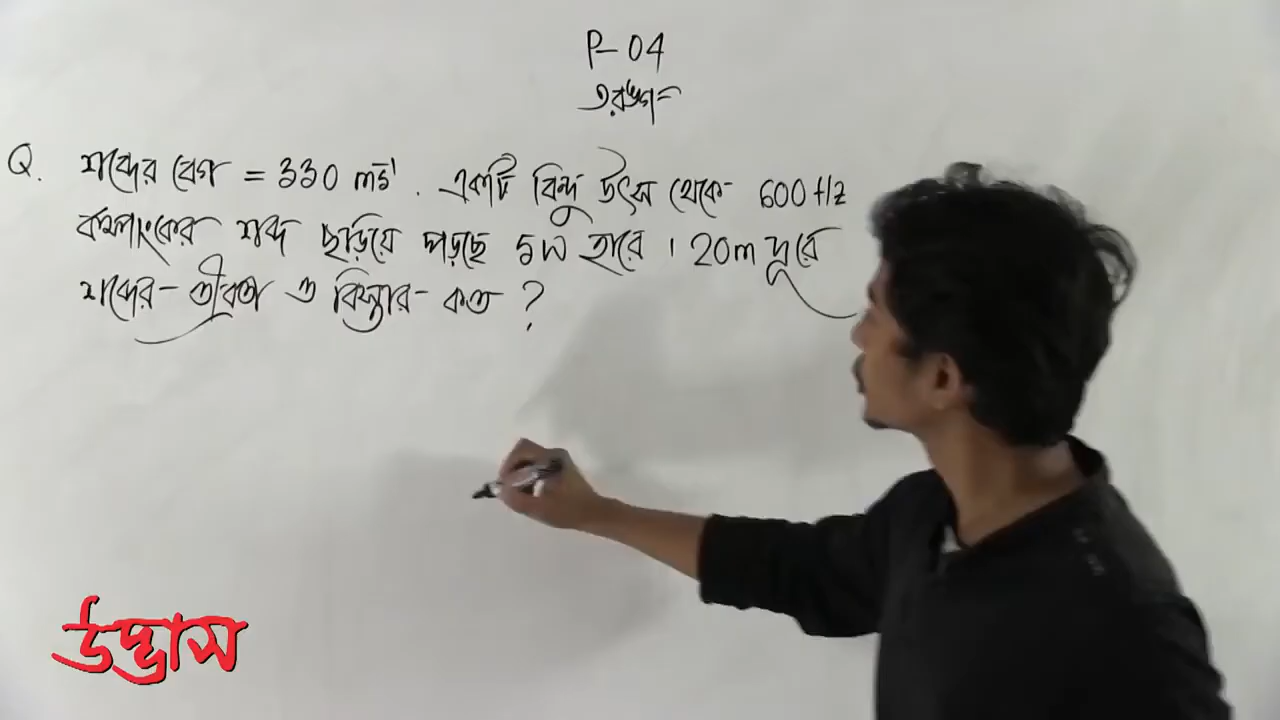 P-04
তরঙ্গ
Q. শব্দের বেগ = 330 ms⁻¹. একটি বিন্দু উৎস থেকে 600 Hz
কম্পাংকের শব্দ ছড়িয়ে পড়ছে 5W হারে । 20m দূরে
শব্দের তীব্রতা ও বিস্তার কত ?
উদ্ভাস